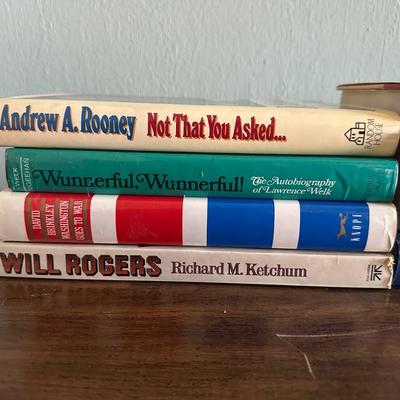 Andrew A. Rooney Not That You Asked... RANDOM HOUSE
Wunnerful, Wunnerful! The Autobiography of Lawrence Welk
DAVID BRINKLEY WASHINGTON GOES TO WAR KNOPF
WILL ROGERS Richard M. Ketchum